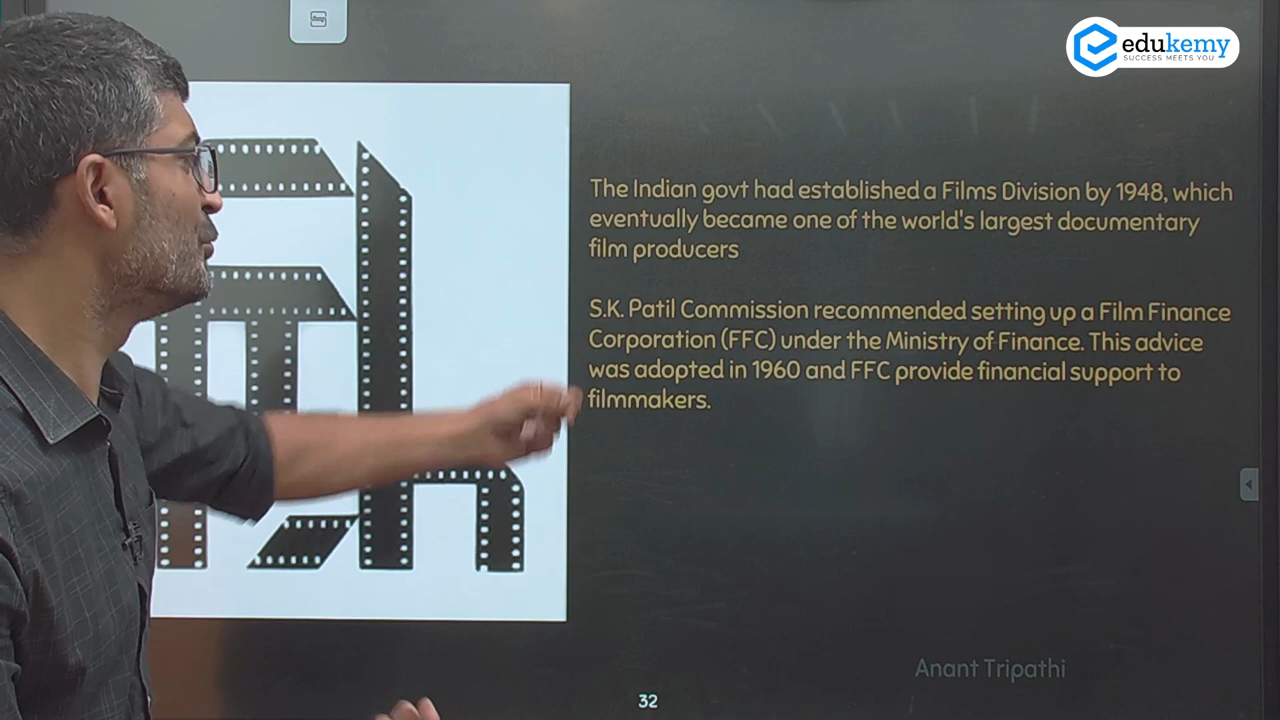 edukemy
SUCCESS MEETS YOU
The Indian govt had established a Films Division by 1948, which
eventually became one of the world's largest documentary
film producers
S.K. Patil Commission recommended setting up a Film Finance
Corporation (FFC) under the Ministry of Finance. This advice
was adopted in 1960 and FFC provide financial support to
filmmakers.
Anant Tripathi
32